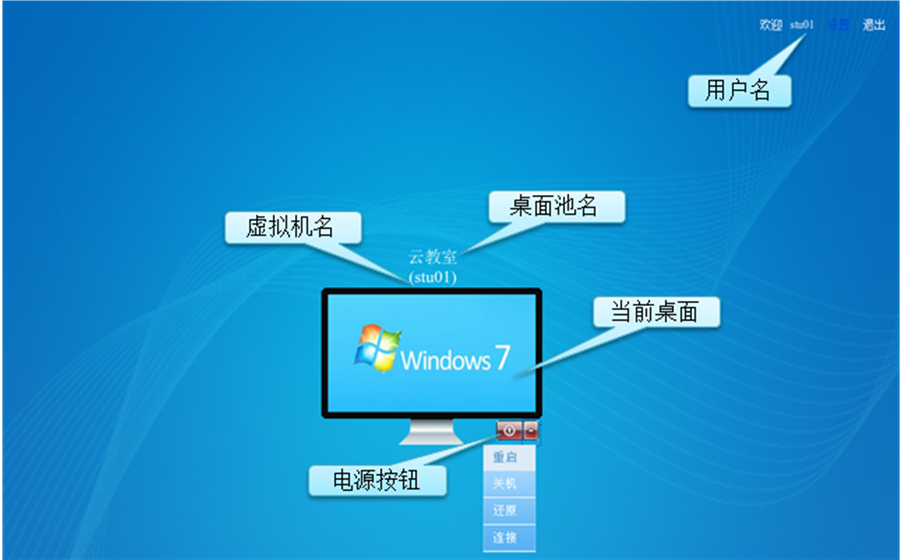 欢迎 stu01 设置 退出
用户名
桌面池名
虚拟机名
云教室
(stu01)
当前桌面
Windows 7
电源按钮
重启
关机
还原
连接